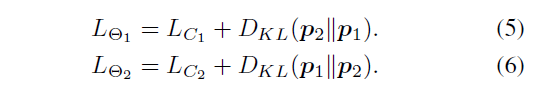 L_{Θ_1} = L_{C_1} + D_{KL}(p_2‖p_1). (5)
L_{Θ_2} = L_{C_2} + D_{KL}(p_1‖p_2). (6)